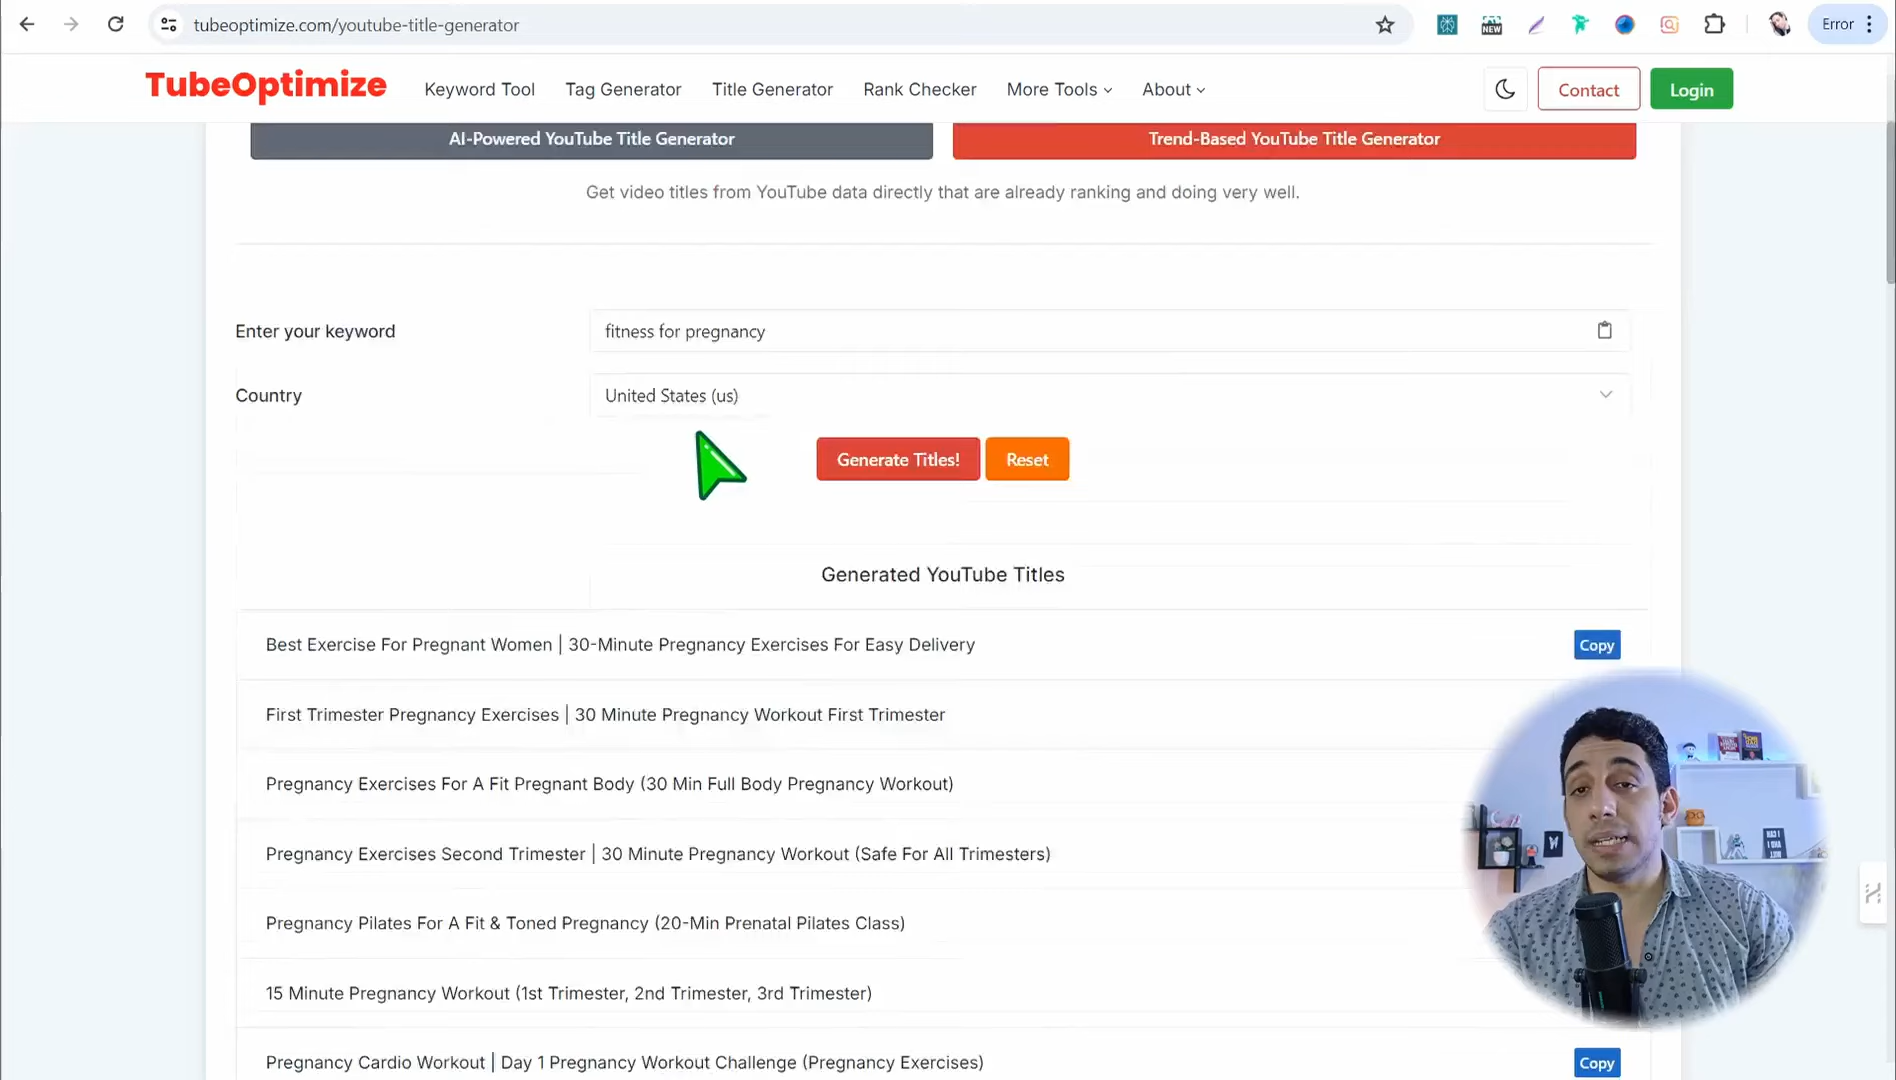 tubeoptimize.com/youtube-title-generator
NEW
Error
TubeOptimize
Keyword Tool
Tag Generator
Title Generator
Rank Checker
More Tools
About
Contact
Login
AI-Powered YouTube Title Generator
Trend-Based YouTube Title Generator
Get video titles from YouTube data directly that are already ranking and doing very well.
Enter your keyword
fitness for pregnancy
Country
United States (us)
Generate Titles!
Reset
Generated YouTube Titles
Best Exercise For Pregnant Women | 30-Minute Pregnancy Exercises For Easy Delivery
Copy
First Trimester Pregnancy Exercises | 30 Minute Pregnancy Workout First Trimester
Pregnancy Exercises For A Fit Pregnant Body (30 Min Full Body Pregnancy Workout)
Pregnancy Exercises Second Trimester | 30 Minute Pregnancy Workout (Safe For All Trimesters)
Pregnancy Pilates For A Fit & Toned Pregnancy (20-Min Prenatal Pilates Class)
15 Minute Pregnancy Workout (1st Trimester, 2nd Trimester, 3rd Trimester)
Pregnancy Cardio Workout | Day 1 Pregnancy Workout Challenge (Pregnancy Exercises)
Copy